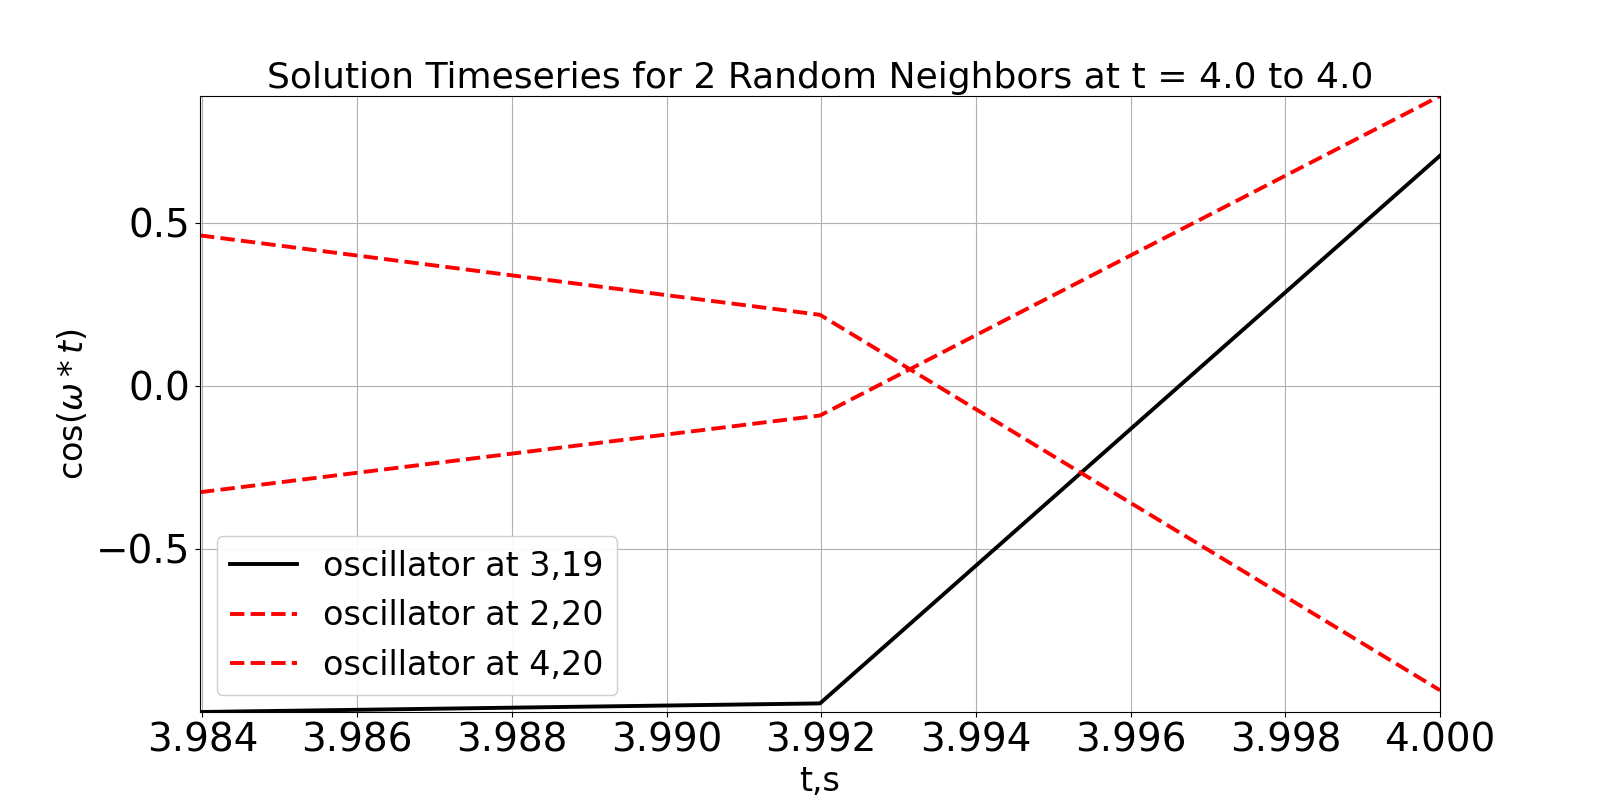 Solution Timeseries for 2 Random Neighbors at t = 4.0 to 4.0
cos(ω * t)
0.5
0.0
−0.5
oscillator at 3,19
oscillator at 2,20
oscillator at 4,20
3.984 3.986 3.988 3.990 3.992 3.994 3.996 3.998 4.000
t,s